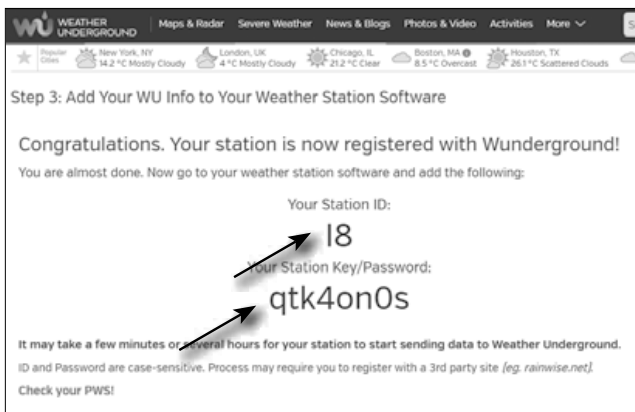 WU WEATHER UNDERGROUND Maps & Radar Severe Weather News & Blogs Photos & Video Activities More
Popular Cities New York, NY 14.2 °C Mostly Cloudy London, UK 4 °C Mostly Cloudy Chicago, IL 21.2 °C Clear Boston, MA 8.5 °C Overcast Houston, TX 26.1 °C Scattered Clouds
Step 3: Add Your WU Info to Your Weather Station Software
Congratulations. Your station is now registered with Wunderground!
You are almost done. Now go to your weather station software and add the following:
Your Station ID:
I8
Your Station Key/Password:
qtk4on0s
It may take a few minutes or several hours for your station to start sending data to Weather Underground.
ID and Password are case-sensitive. Process may require you to register with a 3rd party site [eg. rainwise.net].
Check your PWS!